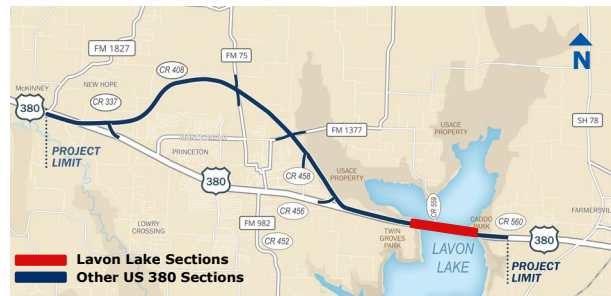 FM 1827
FM 75
CR 408
N
MCKINNEY
NEW HOPE
CR 337
380
USACE
PROPERTY
SH 78
FM 1377
PROJECT
LIMIT
PRINCETON
USACE
PROPERTY
380
CR 458
CR 559
CADDO
PARK
CR 560
FARMERSVILLE
CR 456
LOWRY
CROSSING
FM 982
CR 452
TWIN
GROVES
PARK
380
LAVON
LAKE
PROJECT
LIMIT
Lavon Lake Sections
Other US 380 Sections